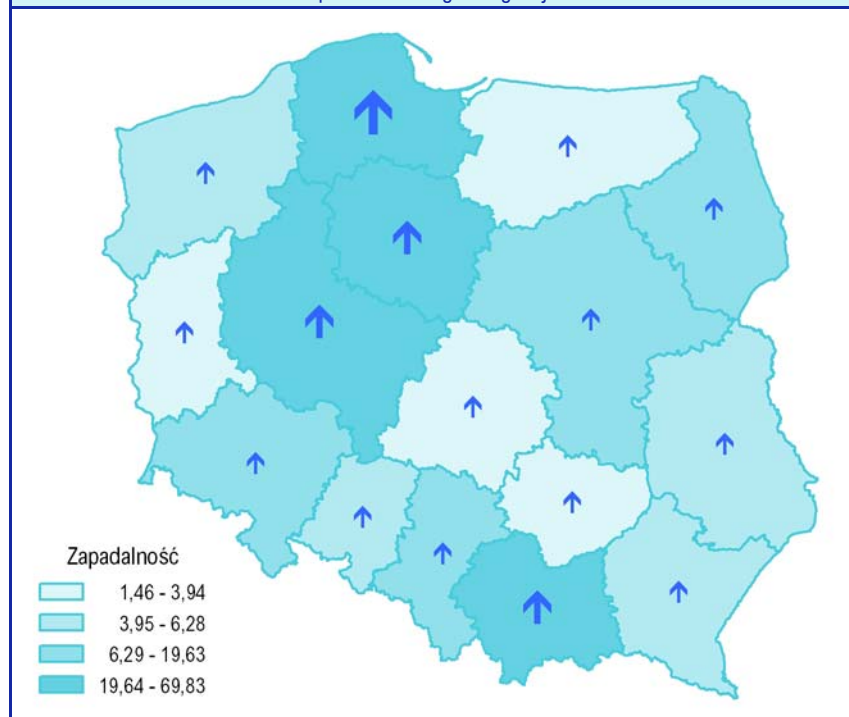 Zapadalność
1,46 - 3,94
3,95 - 6,28
6,29 - 19,63
19,64 - 69,83